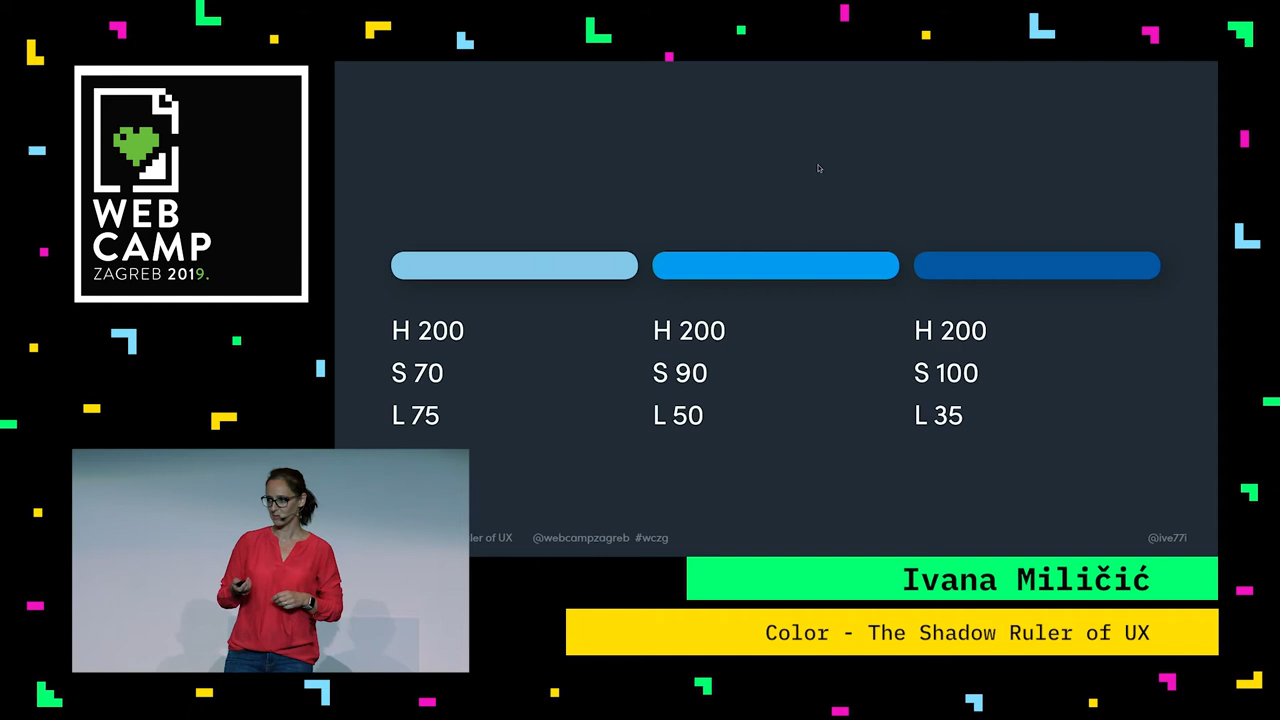 WEB
CAMP
ZAGREB 2019.
H 200
S 70
L 75
H 200
S 90
L 50
H 200
S 100
L 35
ler of UX
@webcampzagreb #wczg
@ive77i
Ivana Miličić
Color - The Shadow Ruler of UX